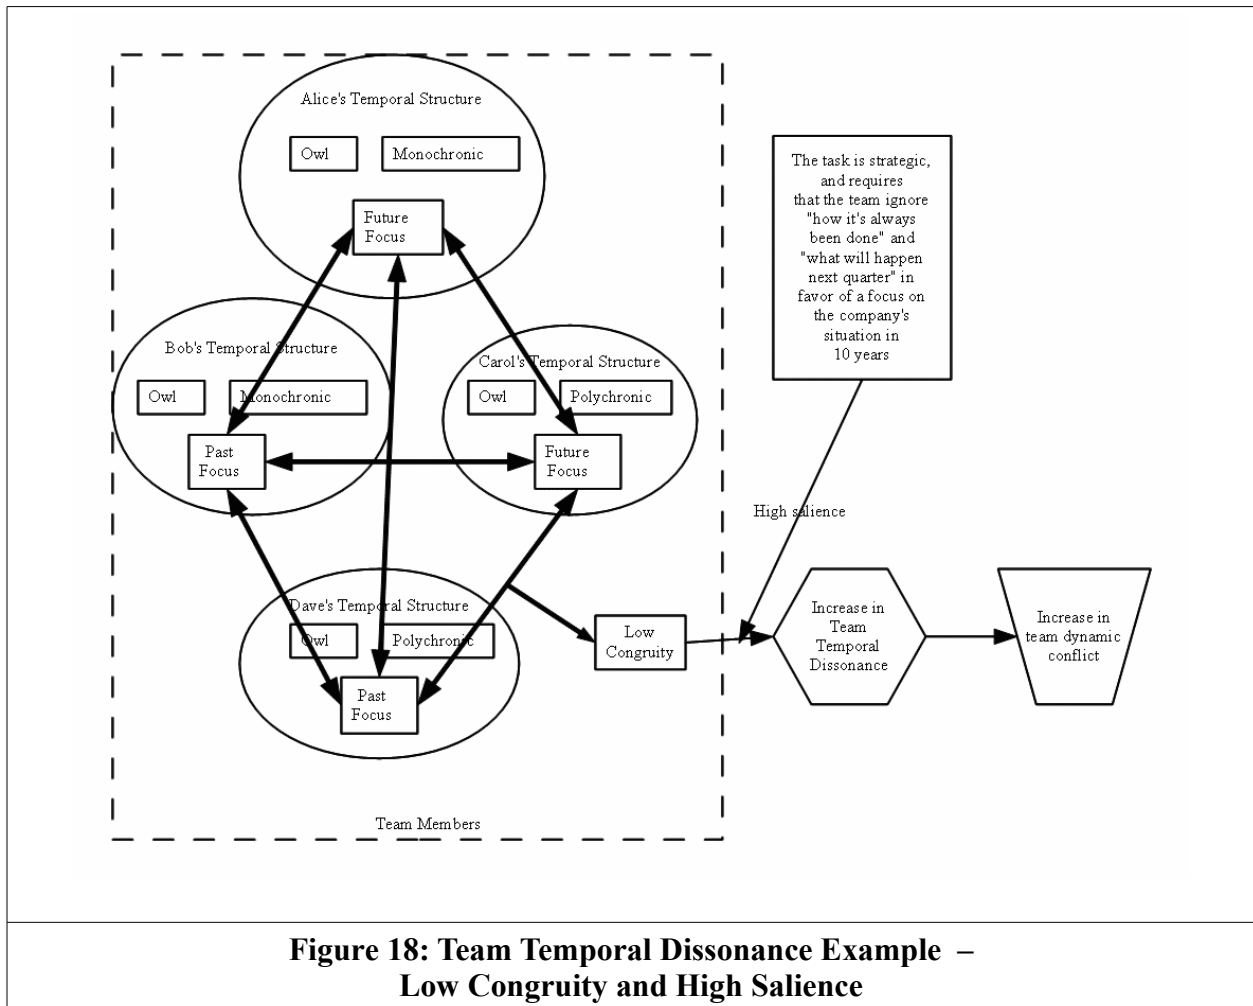 Alice's Temporal Structure
Owl
Monochronic
Future
Focus
Bob's Temporal Structure
Owl
Monochronic
Past
Focus
Carol's Temporal Structure
Owl
Polychronic
Future
Focus
Dave's Temporal Structure
Owl
Polychronic
Past
Focus
Team Members
Low
Congruity
The task is strategic,
and requires
that the team ignore
"how it's always
been done" and
"what will happen
next quarter" in
favor of a focus on
the company's
situation in
10 years
High salience
Increase in
Team
Temporal
Dissonance
Increase in
team dynamic
conflict
Figure 18: Team Temporal Dissonance Example –
Low Congruity and High Salience